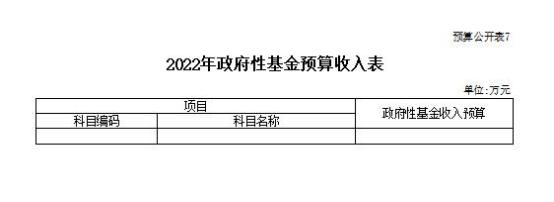 预算公开表7
2022年政府性基金预算收入表
单位:万元
项目
政府性基金收入预算
科目编码 科目名称